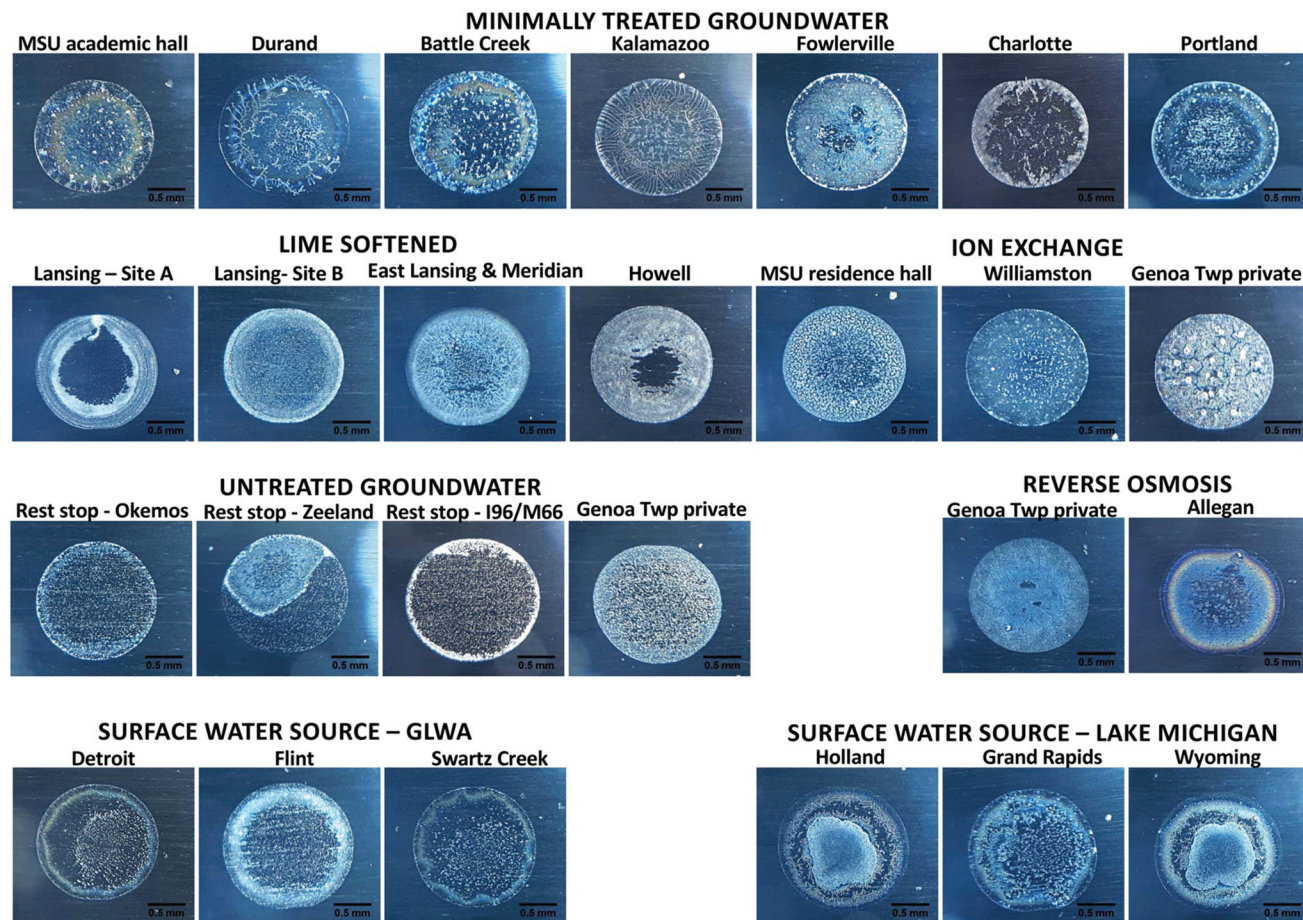 MINIMALLY TREATED GROUNDWATER
MSU academic hall Durand Battle Creek Kalamazoo Fowlerville Charlotte Portland
0.5 mm 0.5 mm 0.5 mm 0.5 mm 0.5 mm 0.5 mm 0.5 mm
LIME SOFTENED ION EXCHANGE
Lansing – Site A Lansing- Site B East Lansing & Meridian Howell MSU residence hall Williamston Genoa Twp private
0.5 mm 0.5 mm 0.5 mm 0.5 mm 0.5 mm 0.5 mm 0.5 mm
UNTREATED GROUNDWATER REVERSE OSMOSIS
Rest stop - Okemos Rest stop - Zeeland Rest stop - I96/M66 Genoa Twp private Genoa Twp private Allegan
0.5 mm 0.5 mm 0.5 mm 0.5 mm 0.5 mm 0.5 mm
SURFACE WATER SOURCE – GLWA SURFACE WATER SOURCE – LAKE MICHIGAN
Detroit Flint Swartz Creek Holland Grand Rapids Wyoming
0.5 mm 0.5 mm 0.5 mm 0.5 mm 0.5 mm 0.5 mm